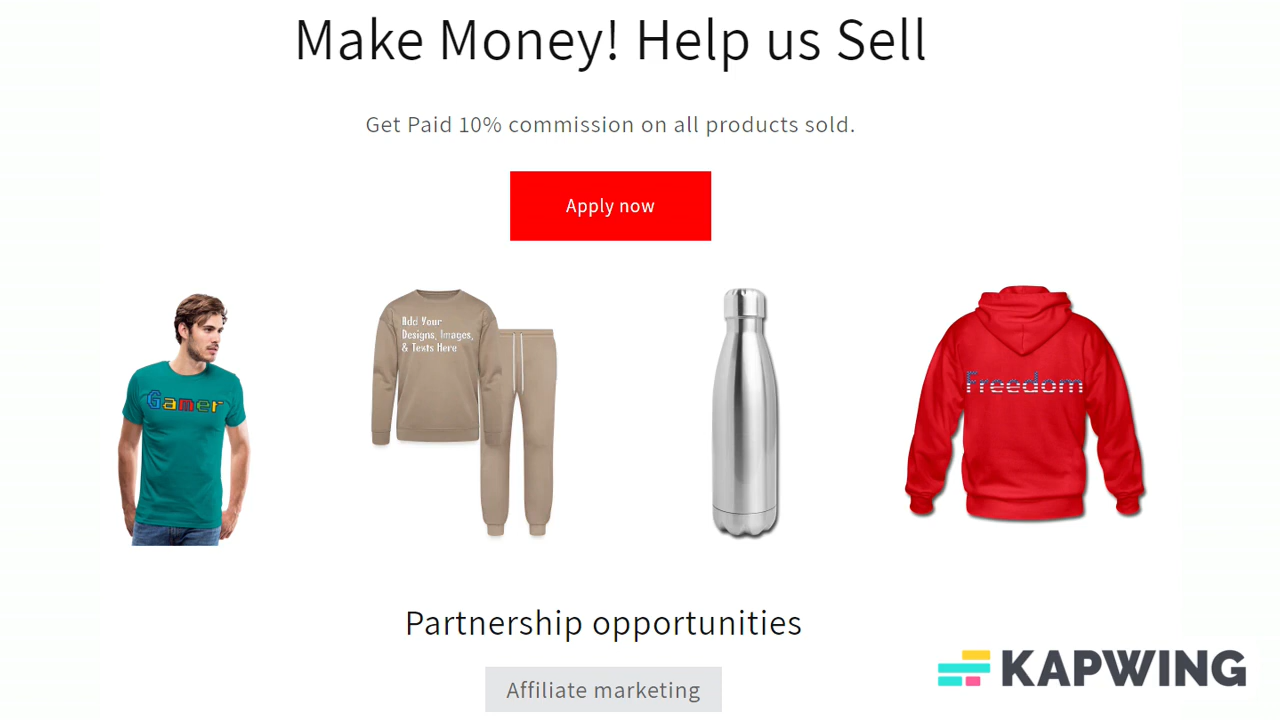 Make Money! Help us Sell
Get Paid 10% commission on all products sold.
Apply now
Gamer
Add Your
Designs, Images,
& Texts Here
Freedom
Partnership opportunities
Affiliate marketing
KAPWING